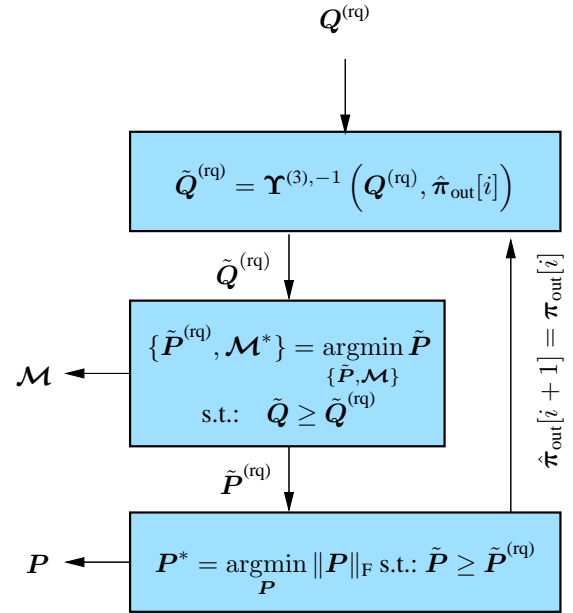 Q^(rq)
Q̃^(rq) = Υ^(3),−1 (Q^(rq), π̂_out[i])
Q̃^(rq)
{P̃^(rq), ℳ*} = argmin P̃
{P̃,ℳ}
s.t.: Q̃ ≥ Q̃^(rq)
ℳ
π̂_out[i + 1] = π_out[i]
P̃^(rq)
P* = argmin ‖P‖_F s.t.: P̃ ≥ P̃^(rq)
P
P